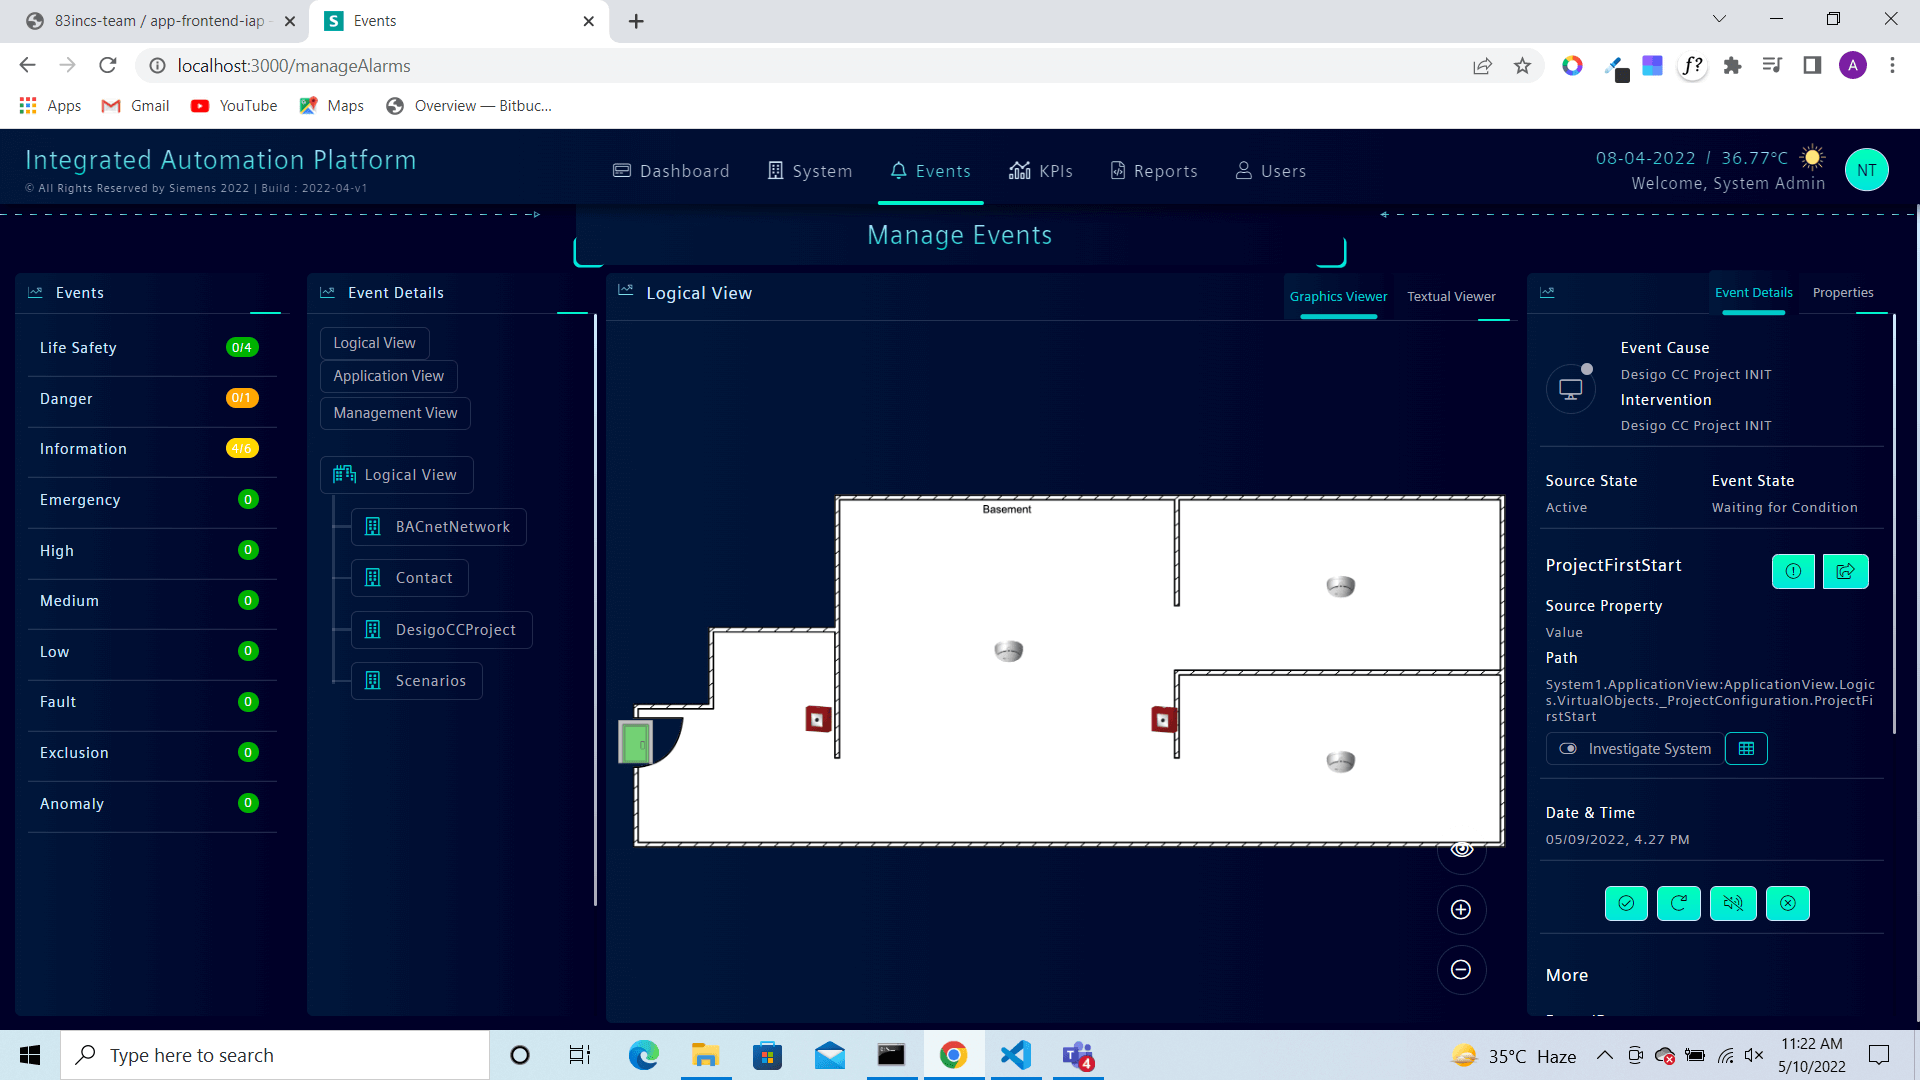 83incs-team / app-frontend-iap
Events
localhost:3000/manageAlarms
A
Apps
Gmail
YouTube
Maps
Overview — Bitbuc...
Integrated Automation Platform
© All Rights Reserved by Siemens 2022 | Build : 2022-04-v1
Dashboard
System
Events
KPIs
Reports
Users
08-04-2022 / 36.77°C
Welcome, System Admin
NT
Manage Events
Events
Life Safety 0/4
Danger 0/1
Information 4/6
Emergency 0
High 0
Medium 0
Low 0
Fault 0
Exclusion 0
Anomaly 0
Event Details
Logical View
Application View
Management View
Logical View
BACnetNetwork
Contact
DesigoCCProject
Scenarios
Logical View
Graphics Viewer
Textual Viewer
Basement
Event Details
Properties
Event Cause
Desigo CC Project INIT
Intervention
Desigo CC Project INIT
Source State
Active
Event State
Waiting for Condition
ProjectFirstStart
Source Property
Value
Path
System1.ApplicationView:ApplicationView.Logic
s.VirtualObjects._ProjectConfiguration.ProjectFi
rstStart
Investigate System
Date & Time
05/09/2022, 4.27 PM
More
Type here to search
4
35°C Haze
11:22 AM
5/10/2022